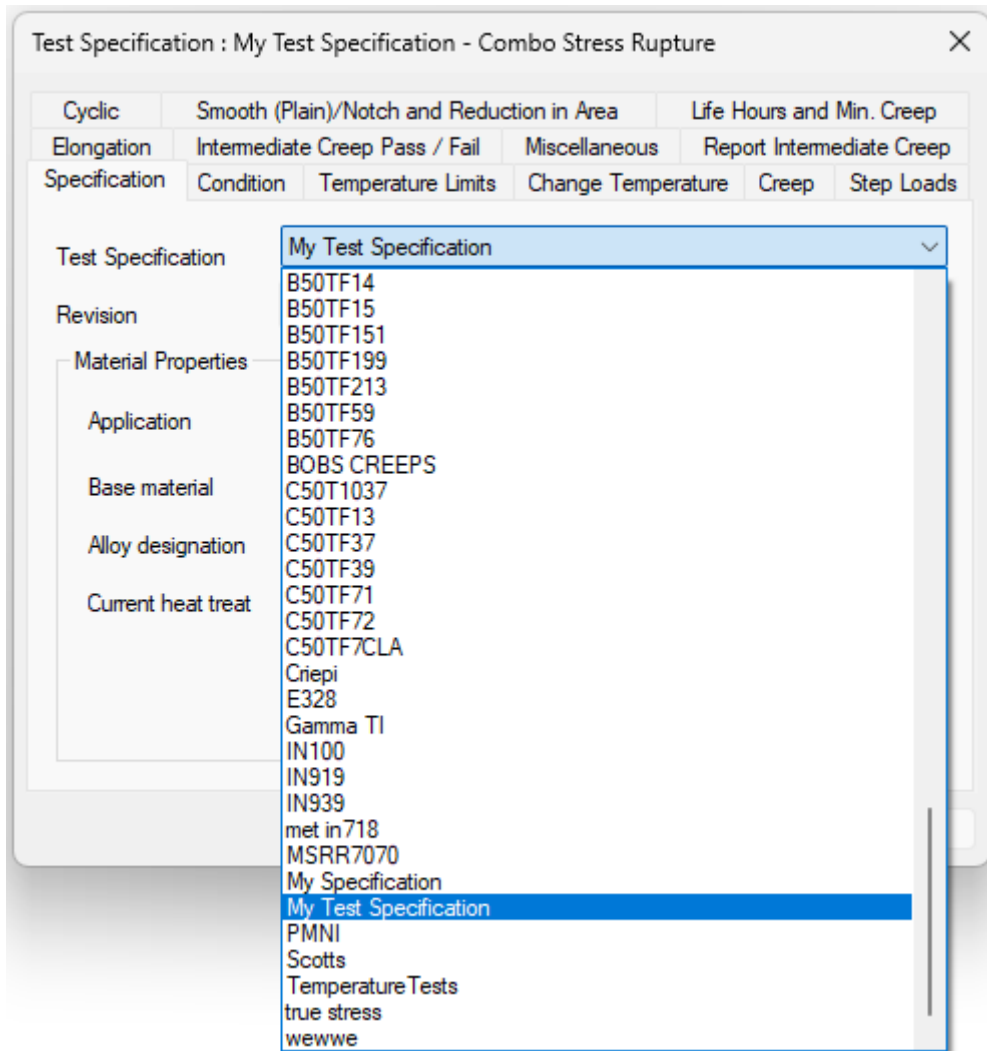 Test Specification : My Test Specification - Combo Stress Rupture
Cyclic Smooth (Plain)/Notch and Reduction in Area Life Hours and Min. Creep
Elongation Intermediate Creep Pass / Fail Miscellaneous Report Intermediate Creep
Specification Condition Temperature Limits Change Temperature Creep Step Loads
Test Specification My Test Specification
Revision
Material Properties
Application
Base material
Alloy designation
Current heat treat
B50TF14
B50TF15
B50TF151
B50TF199
B50TF213
B50TF59
B50TF76
BOBS CREEPS
C50T1037
C50TF13
C50TF37
C50TF39
C50TF71
C50TF72
C50TF7CLA
Criepi
E328
Gamma TI
IN100
IN919
IN939
met in718
MSRR7070
My Specification
My Test Specification
PMNI
Scotts
TemperatureTests
true stress
wewwe